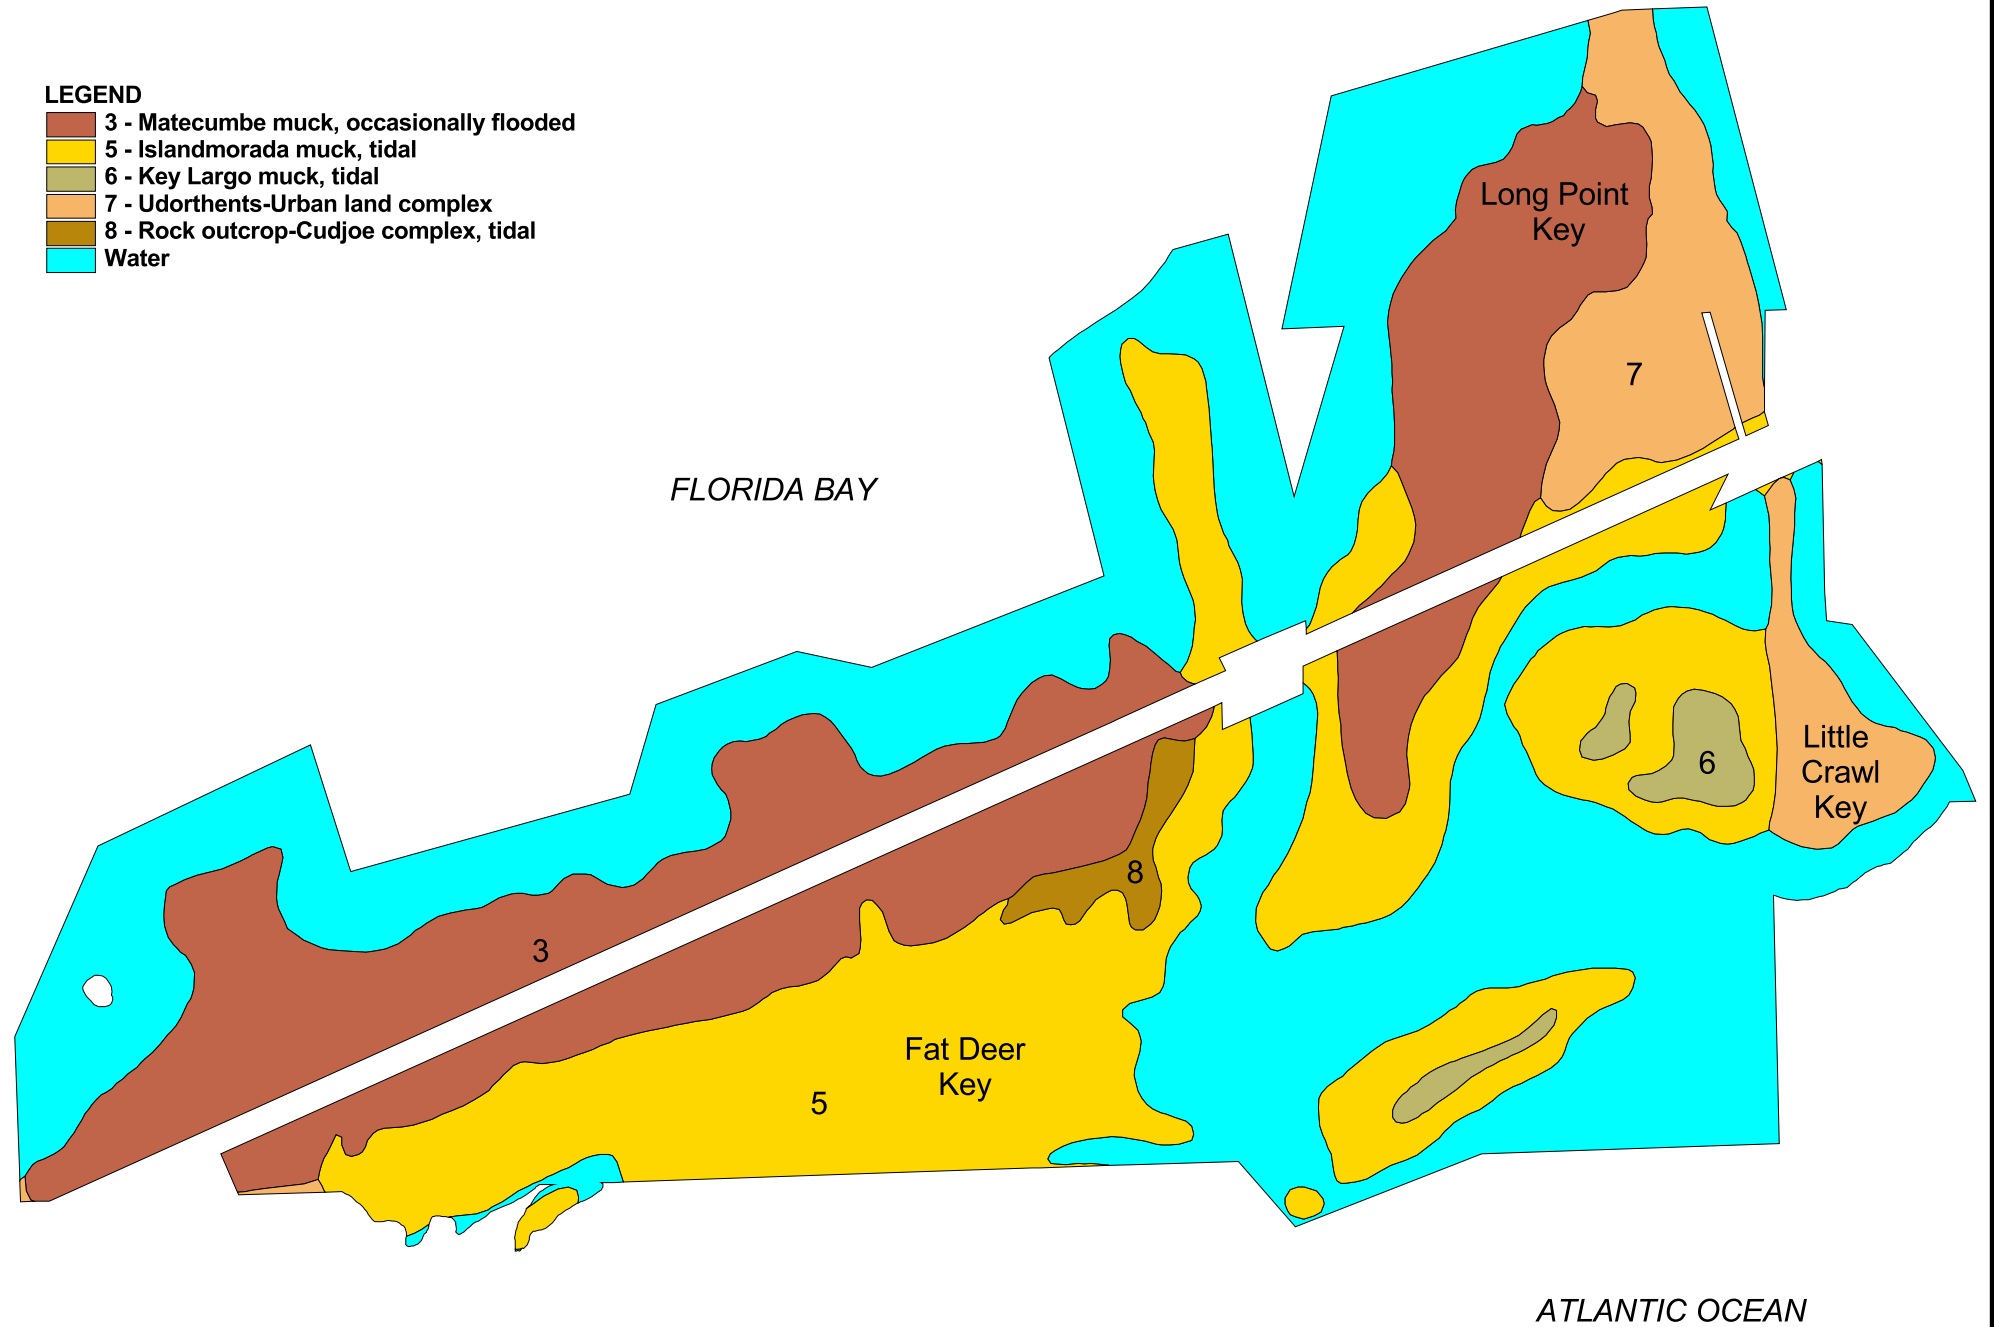 LEGEND
3 - Matecumbe muck, occasionally flooded
5 - Islandmorada muck, tidal
6 - Key Largo muck, tidal
7 - Udorthents-Urban land complex
8 - Rock outcrop-Cudjoe complex, tidal
Water
Long Point
Key
7
FLORIDA BAY
Little
Crawl
Key
6
8
3
Fat Deer
Key
5
ATLANTIC OCEAN